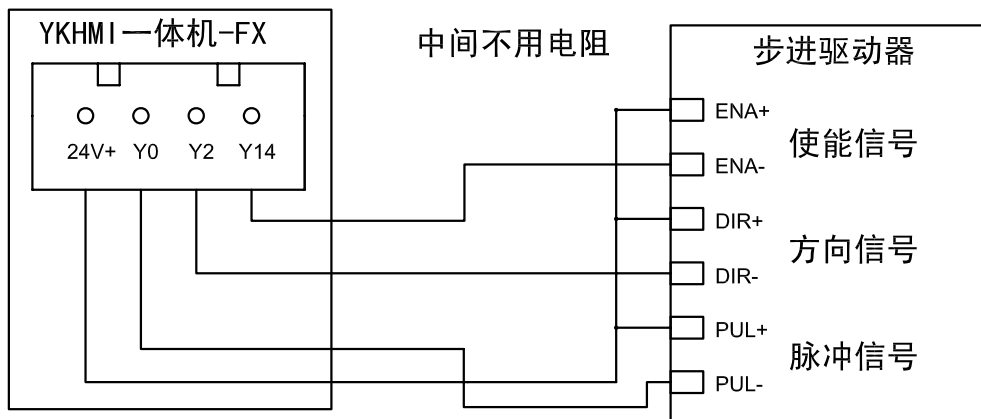 YKHMI一体机-FX
中间不用电阻
步进驱动器
24V+ Y0 Y2 Y14
ENA+
使能信号
ENA-
DIR+
方向信号
DIR-
PUL+
脉冲信号
PUL-